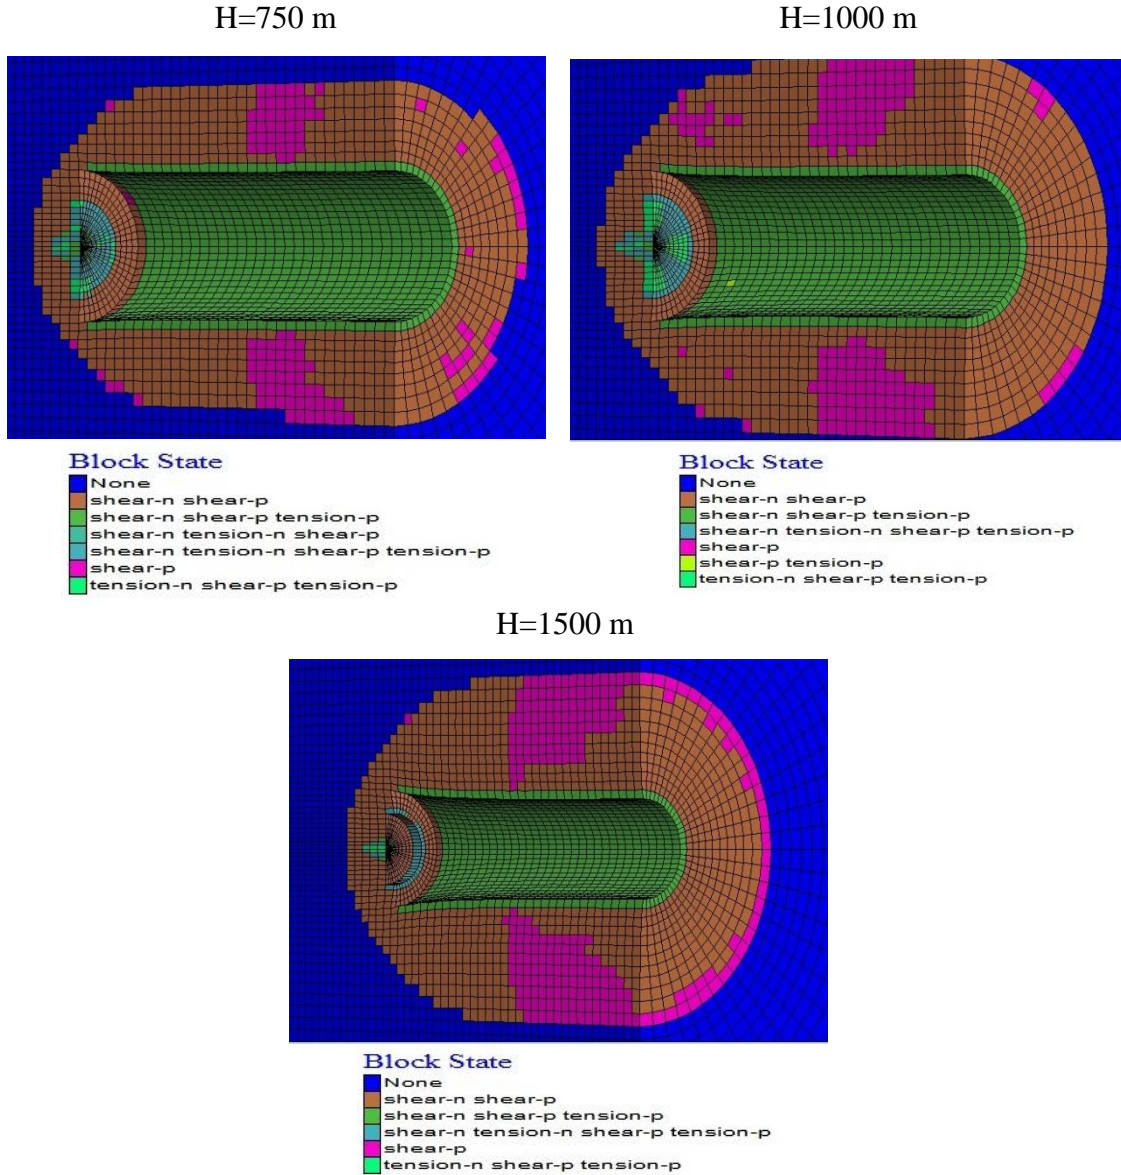 H=750 m
H=1000 m
Block State
None
shear-n shear-p
shear-n shear-p tension-p
shear-n tension-n shear-p
shear-n tension-n shear-p tension-p
shear-p
tension-n shear-p tension-p
Block State
None
shear-n shear-p
shear-n shear-p tension-p
shear-n tension-n shear-p tension-p
shear-p
shear-p tension-p
tension-n shear-p tension-p
H=1500 m
Block State
None
shear-n shear-p
shear-n shear-p tension-p
shear-n tension-n shear-p tension-p
shear-p
tension-n shear-p tension-p